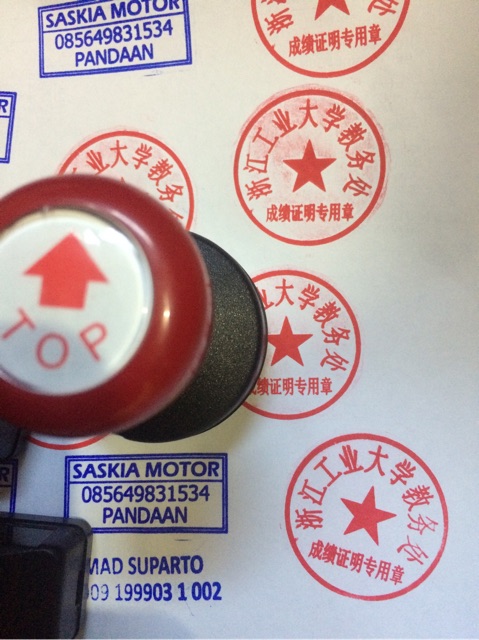 SASKIA MOTOR
085649831534
PANDAAN
成绩证明专用章
浙江工业大学教务
成绩证明专用章
工业大学教务
TOP
业大学教务
成绩证明专用章
SASKIA MOTOR
085649831534
PANDAAN
浙江工业大学教务
成绩证明专用章
MAD SUPARTO
09 199903 1 002